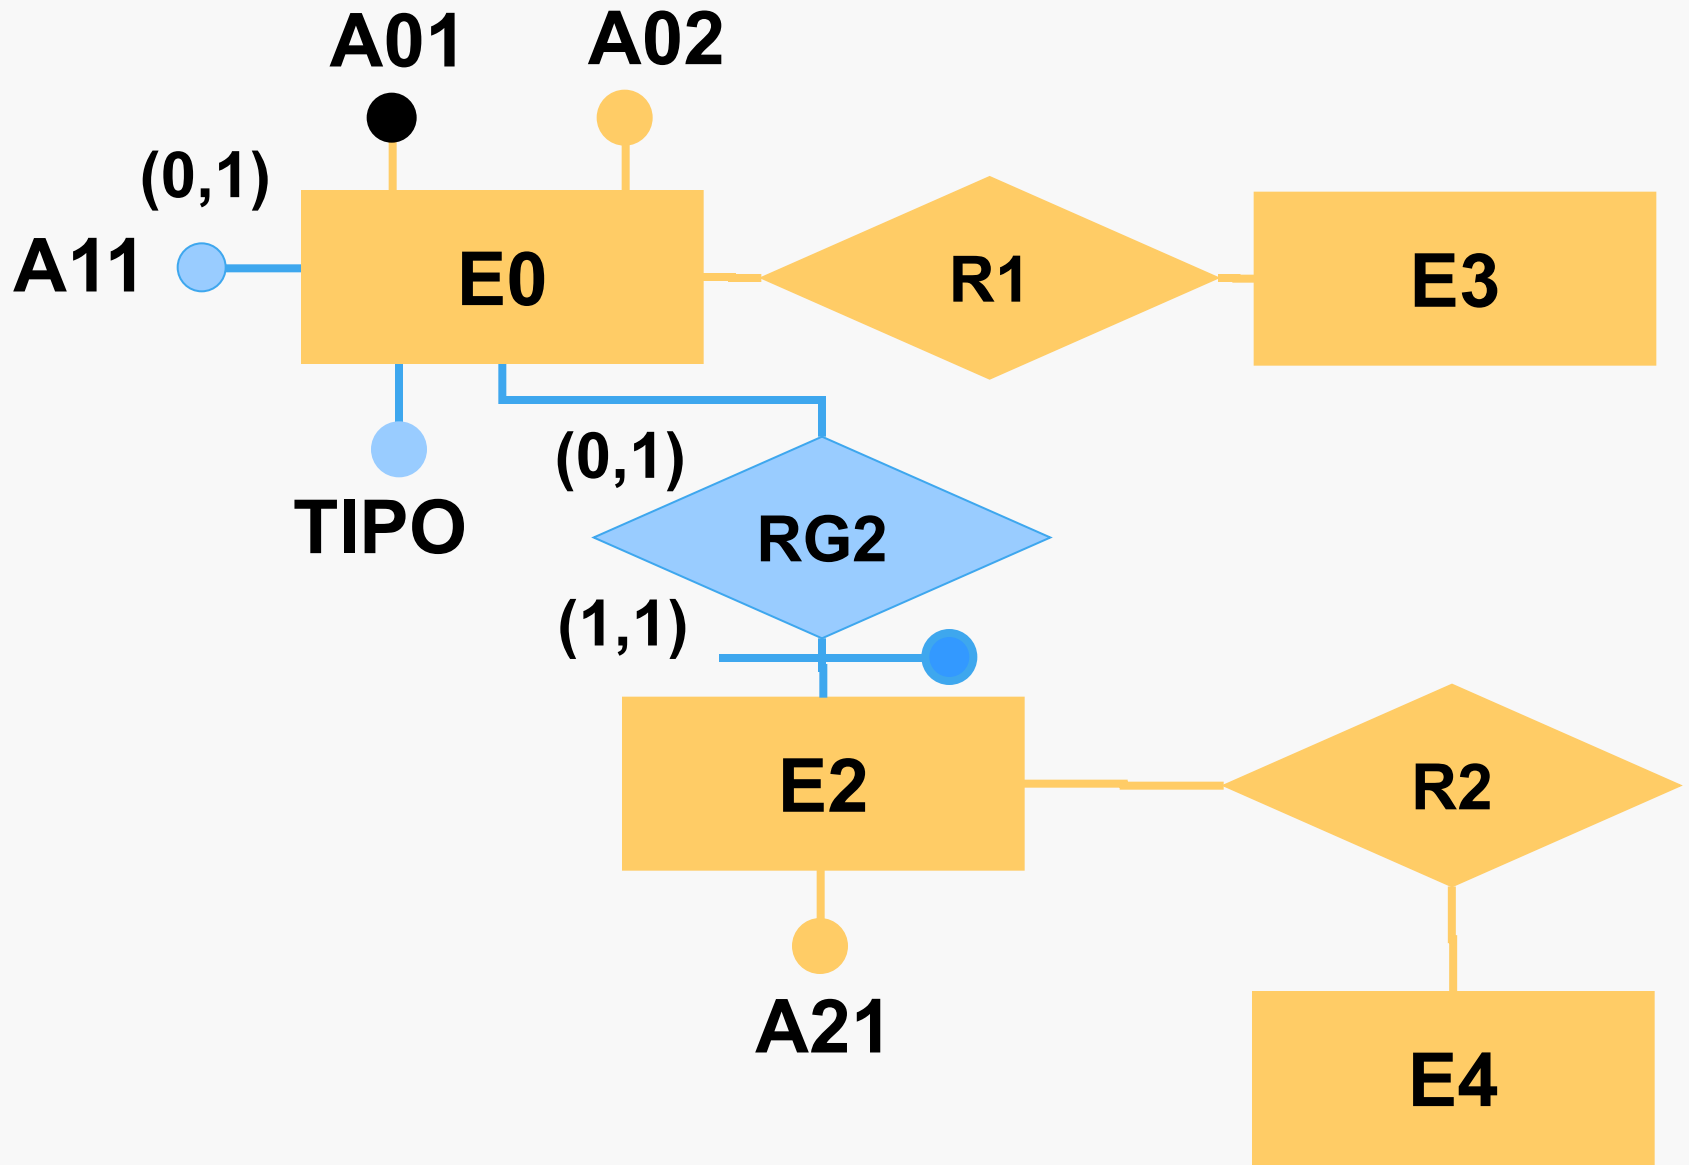 A01
A02
(0,1)
A11
E0
R1
E3
(0,1)
TIPO
RG2
(1,1)
E2
R2
A21
E4